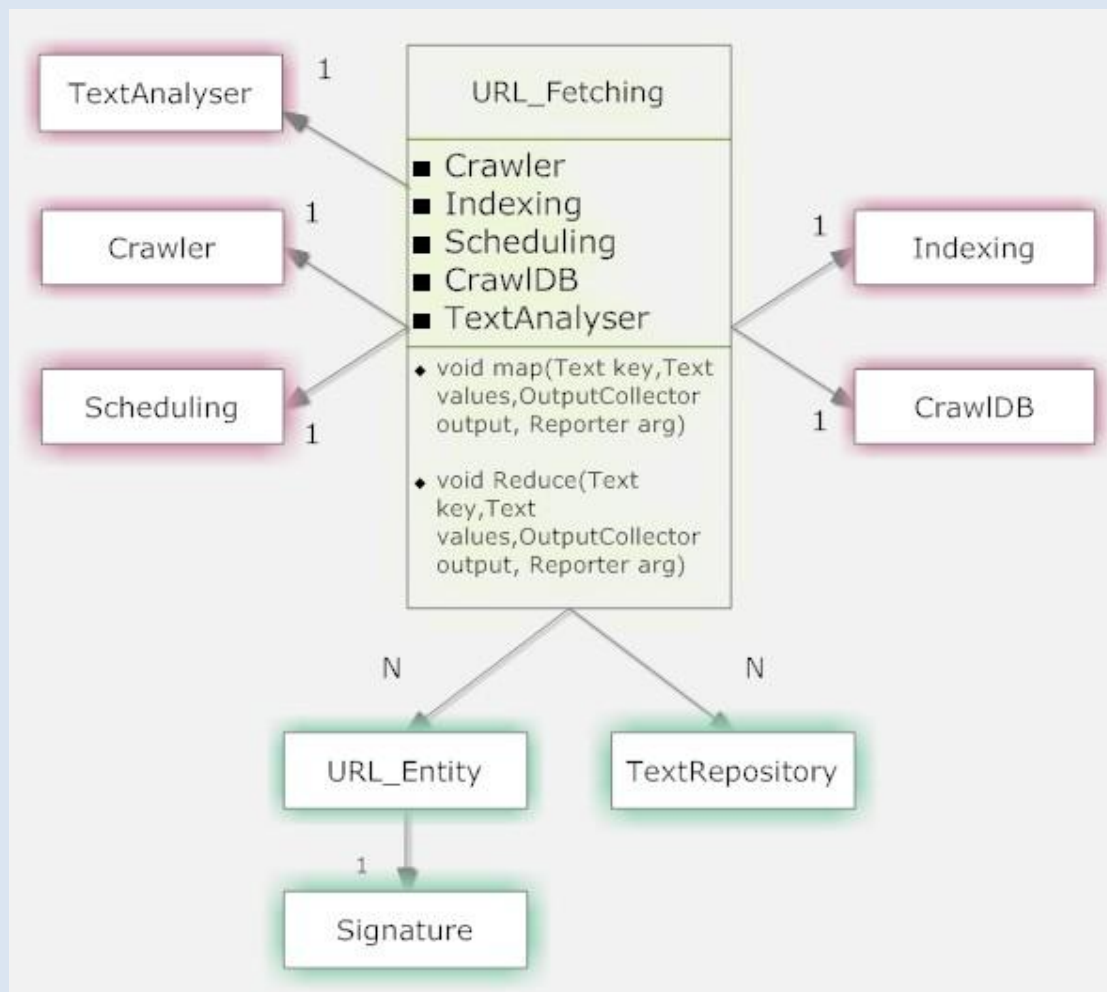 TextAnalyser
1
URL_Fetching
Crawler
Indexing
Scheduling
CrawlDB
TextAnalyser
void map(Text key,Text
values,OutputCollector
output, Reporter arg)
void Reduce(Text
key,Text
values,OutputCollector
output, Reporter arg)
1
Crawler
Scheduling
1
1
Indexing
CrawlDB
1
N
N
URL_Entity
TextRepository
1
Signature